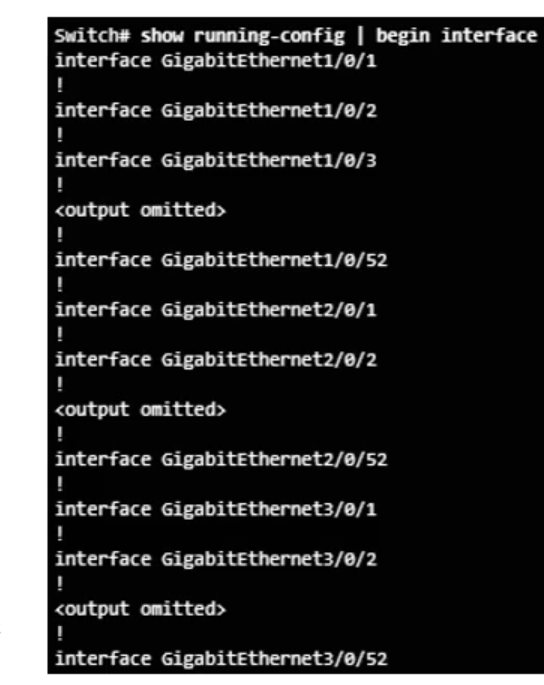 Switch# show running-config | begin interface
interface GigabitEthernet1/0/1
!
interface GigabitEthernet1/0/2
!
interface GigabitEthernet1/0/3
!
<output omitted>
!
interface GigabitEthernet1/0/52
!
interface GigabitEthernet2/0/1
!
interface GigabitEthernet2/0/2
!
<output omitted>
!
interface GigabitEthernet2/0/52
!
interface GigabitEthernet3/0/1
!
interface GigabitEthernet3/0/2
!
<output omitted>
!
interface GigabitEthernet3/0/52